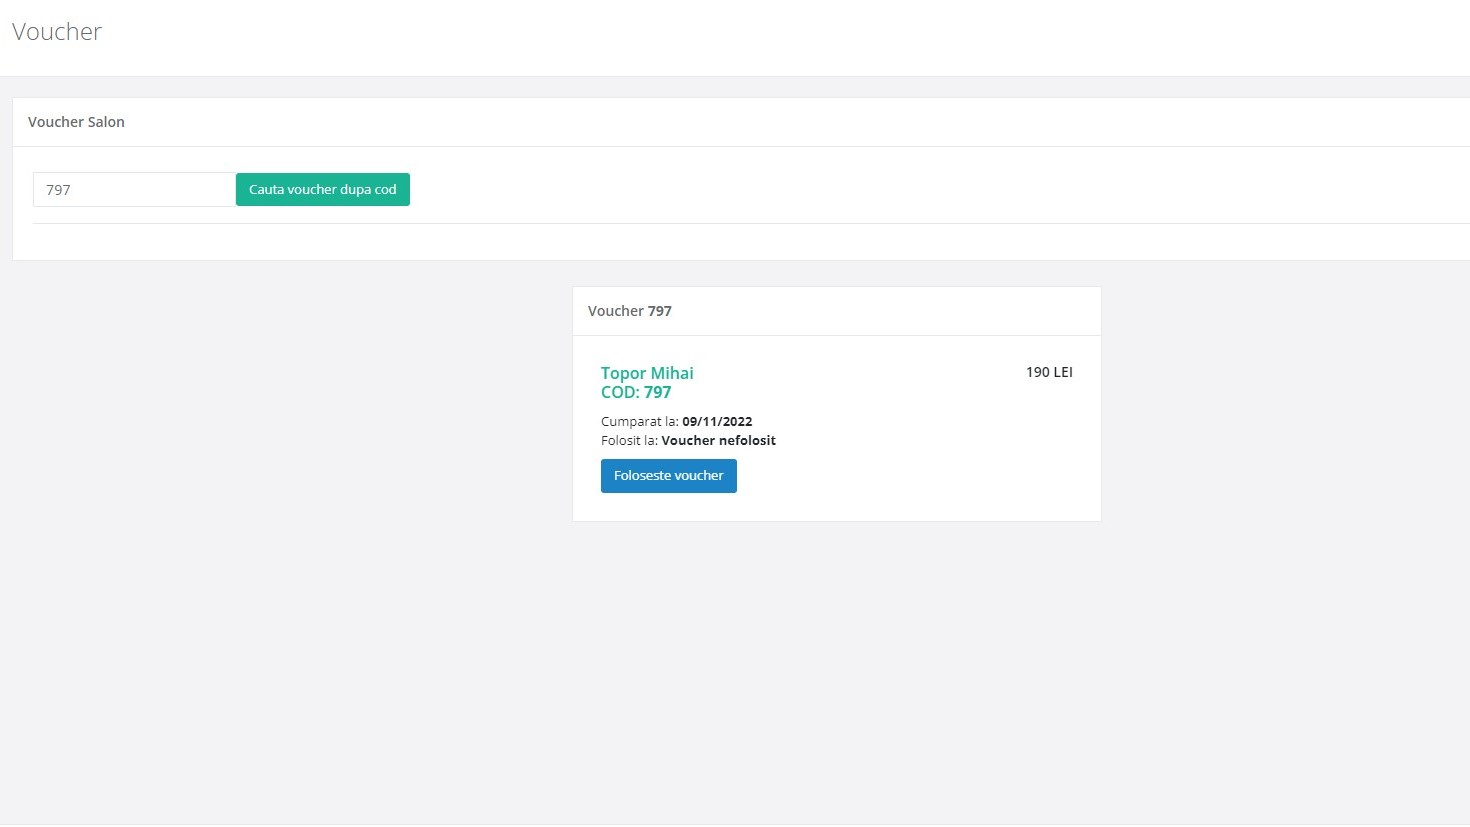 Voucher
Voucher Salon
797
Cauta voucher dupa cod
Voucher 797
Topor Mihai
190 LEI
COD: 797
Cumparat la: 09/11/2022
Folosit la: Voucher nefolosit
Foloseste voucher